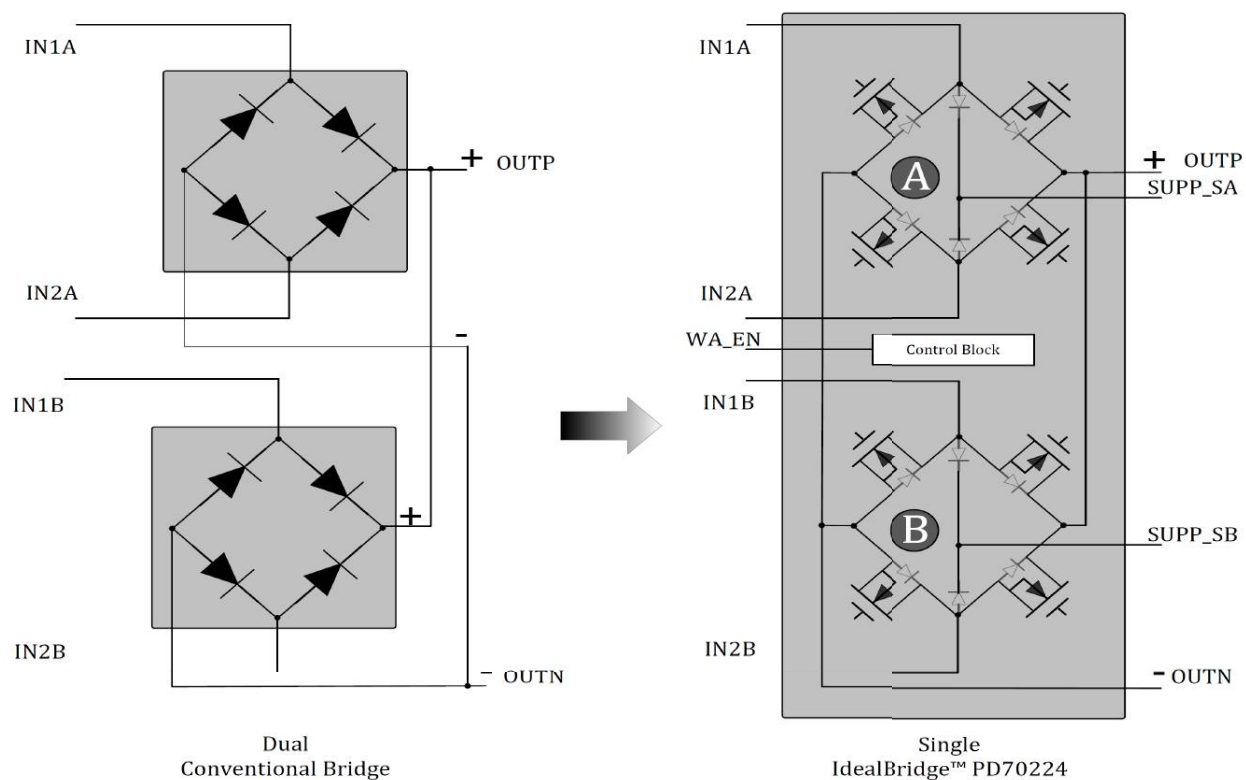 IN1A
+ OUTP
IN2A
-
IN1B
+
IN2B
- OUTN
Dual
Conventional Bridge
IN1A
A
+ OUTP
SUPP_SA
IN2A
WA_EN
Control Block
IN1B
B
SUPP_SB
IN2B
- OUTN
Single
IdealBridge™ PD70224